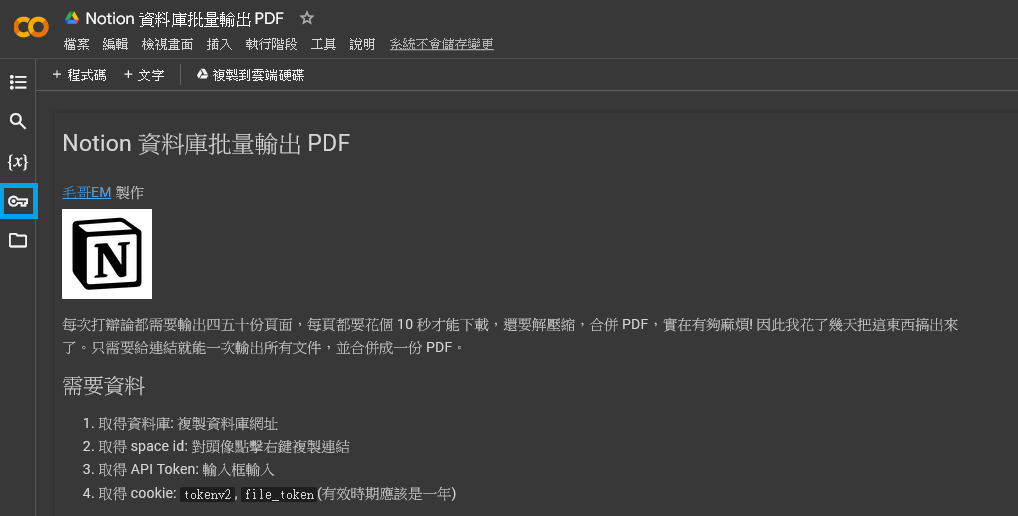 Notion 資料庫批量輸出 PDF
檔案 編輯 檢視畫面 插入 執行階段 工具 說明 系統不會儲存變更
+ 程式碼 + 文字 複製到雲端硬碟
{x}
Notion 資料庫批量輸出 PDF
毛哥EM 製作
N
每次打辯論都需要輸出四五十份頁面，每頁都要花個 10 秒才能下載，還要解壓縮，合併 PDF，實在有夠麻煩! 因此我花了幾天把這東西搞出來
了。只需要給連結就能一次輸出所有文件，並合併成一份 PDF。
需要資料
1. 取得資料庫: 複製資料庫網址
2. 取得 space id: 對頭像點擊右鍵複製連結
3. 取得 API Token: 輸入框輸入
4. 取得 cookie: tokenv2, file_token(有效時期應該是一年)